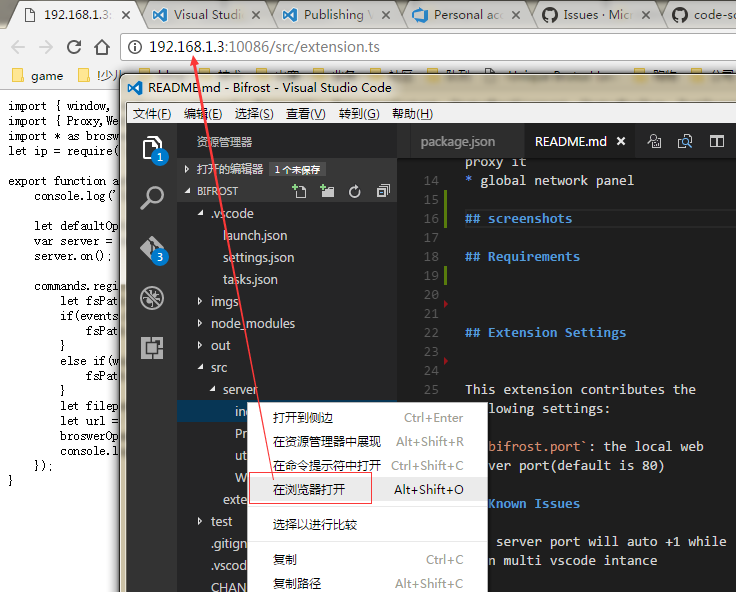 192.168.1.3:
Visual Studi
Publishing V
Personal ac
Issues · Mic
code-s
192.168.1.3:10086/src/extension.ts
game
import { window,
import { Proxy,We
import * as broswe
let ip = require(
export function a
console.log('
let defaultOp
var server =
server.on();
commands.regi
let fsPat
if(events
fsPat
}
else if(w
fsPat
}
let filep
let url =
broswerOp
console.l
});
}
README.md - Bifrost - Visual Studio Code
文件(F) 编辑(E) 选择(S) 查看(V) 转到(G) 帮助(H)
资源管理器
打开的编辑器 1 个未保存
BIFROST
.vscode
launch.json
settings.json
tasks.json
imgs
node_modules
out
src
server
in
Pr
ut
W
exte
test
.gitign
.vscod
CHAN
1
3
package.json README.md
proxy it
14 * global network panel
15
16 ## screenshots
17
18 ## Requirements
19
20
21
22 ## Extension Settings
23
24
25 This extension contributes the
lowing settings:
bifrost.port`: the local web
ver port(default is 80)
Known Issues
server port will auto +1 while
n multi vscode intance
打开到侧边 Ctrl+Enter
在资源管理器中展现 Alt+Shift+R
在命令提示符中打开 Ctrl+Shift+C
在浏览器打开 Alt+Shift+O
选择以进行比较
复制 Ctrl+C
复制路径 Alt+Shift+C